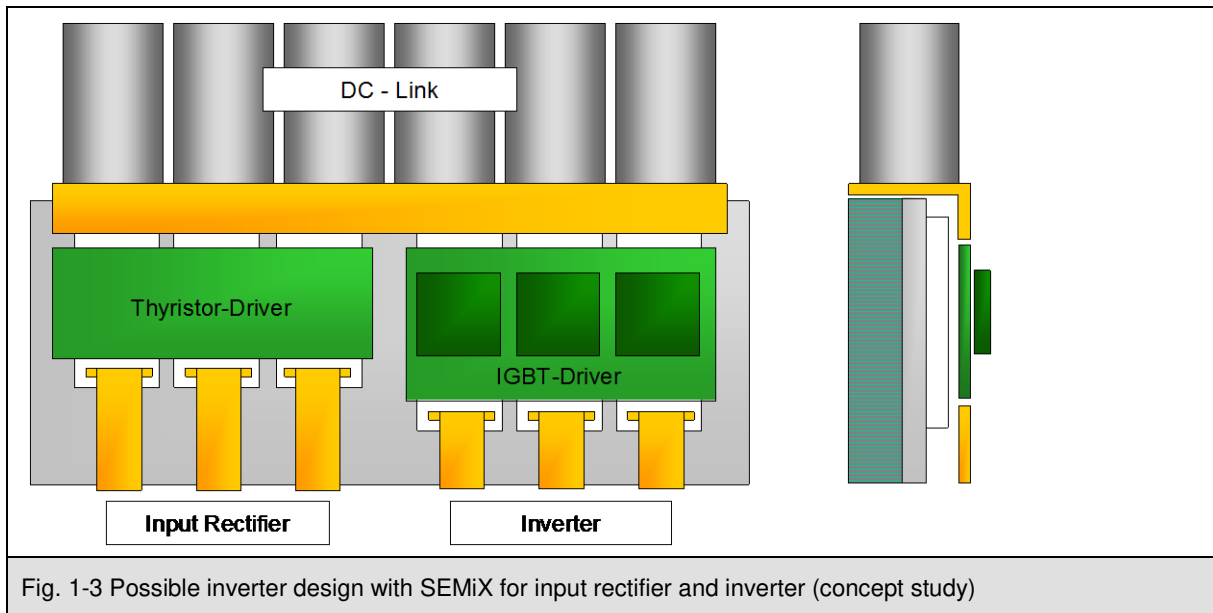 DC - Link
Thyristor-Driver
IGBT-Driver
Input Rectifier
Inverter
Fig. 1-3 Possible inverter design with SEMiX for input rectifier and inverter (concept study)